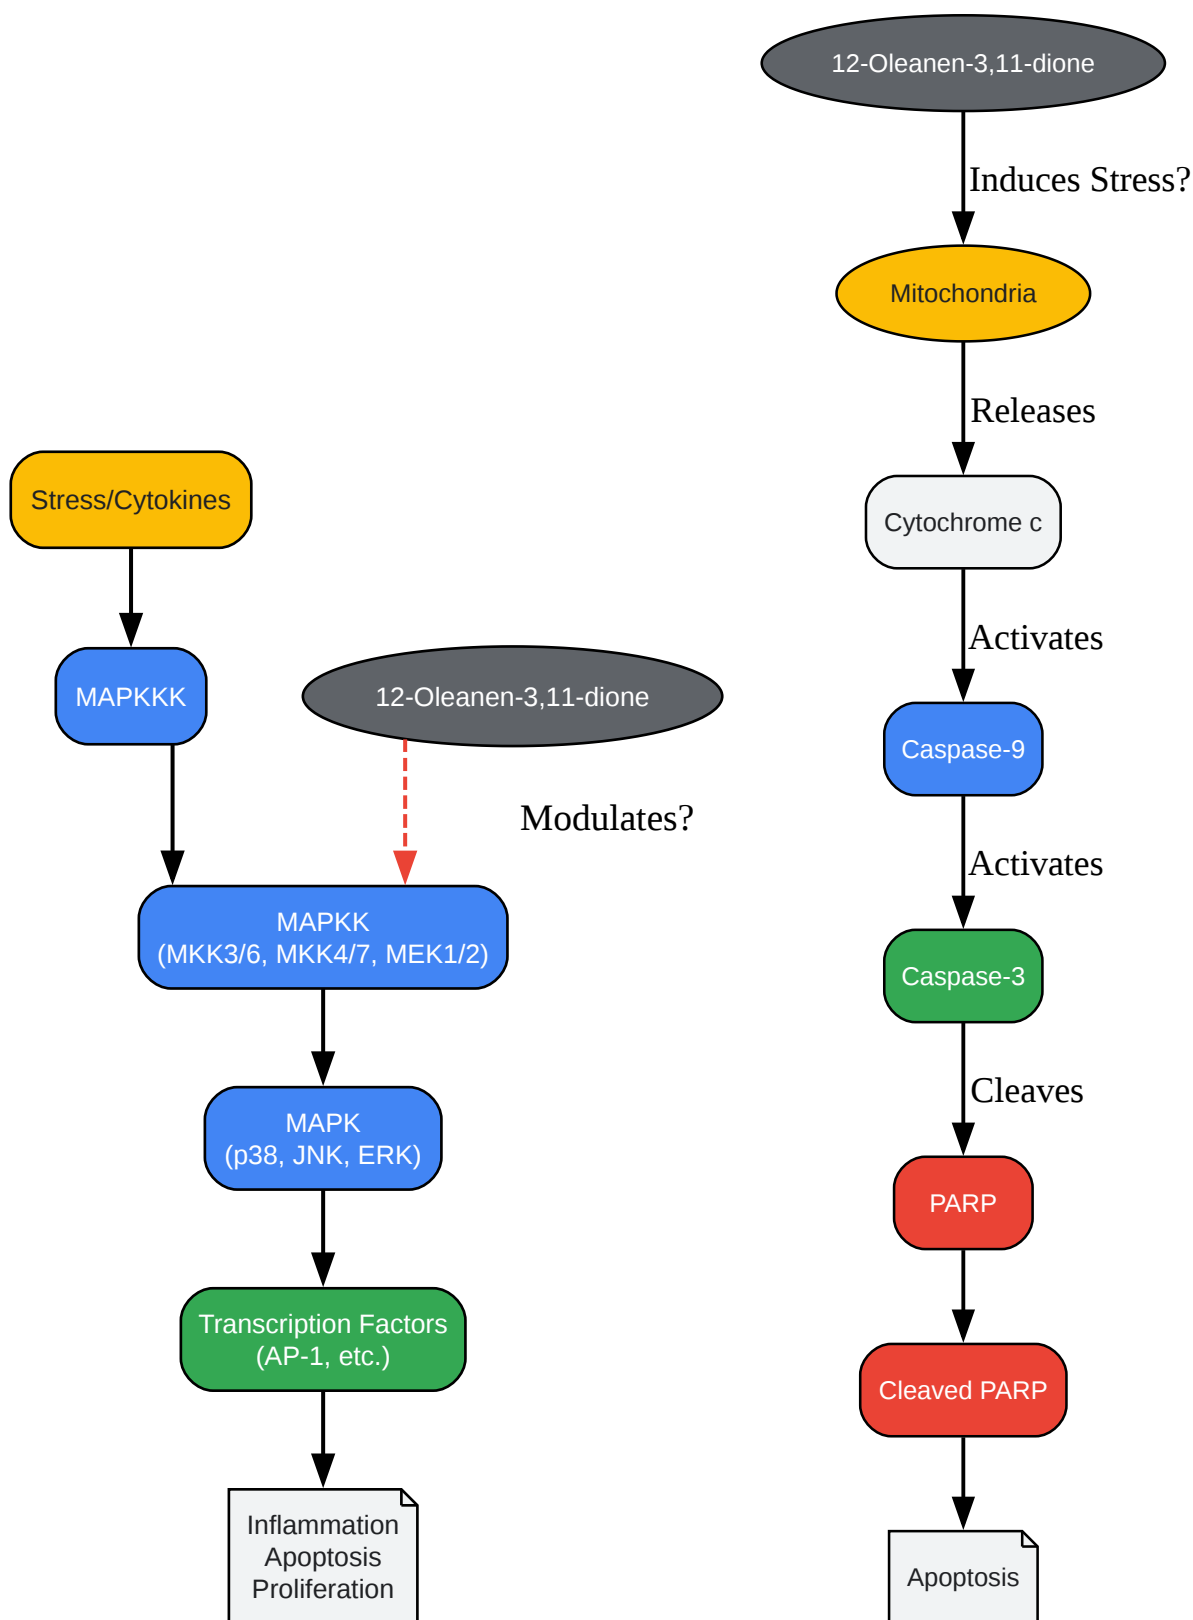 Stress/Cytokines
MAPKKK
12-Oleanen-3,11-dione
Modulates?
MAPKK
(MKK3/6, MKK4/7, MEK1/2)
MAPK
(p38, JNK, ERK)
Transcription Factors
(AP-1, etc.)
Inflammation
Apoptosis
Proliferation
12-Oleanen-3,11-dione
Induces Stress?
Mitochondria
Releases
Cytochrome c
Activates
Caspase-9
Activates
Caspase-3
Cleaves
PARP
Cleaved PARP
Apoptosis